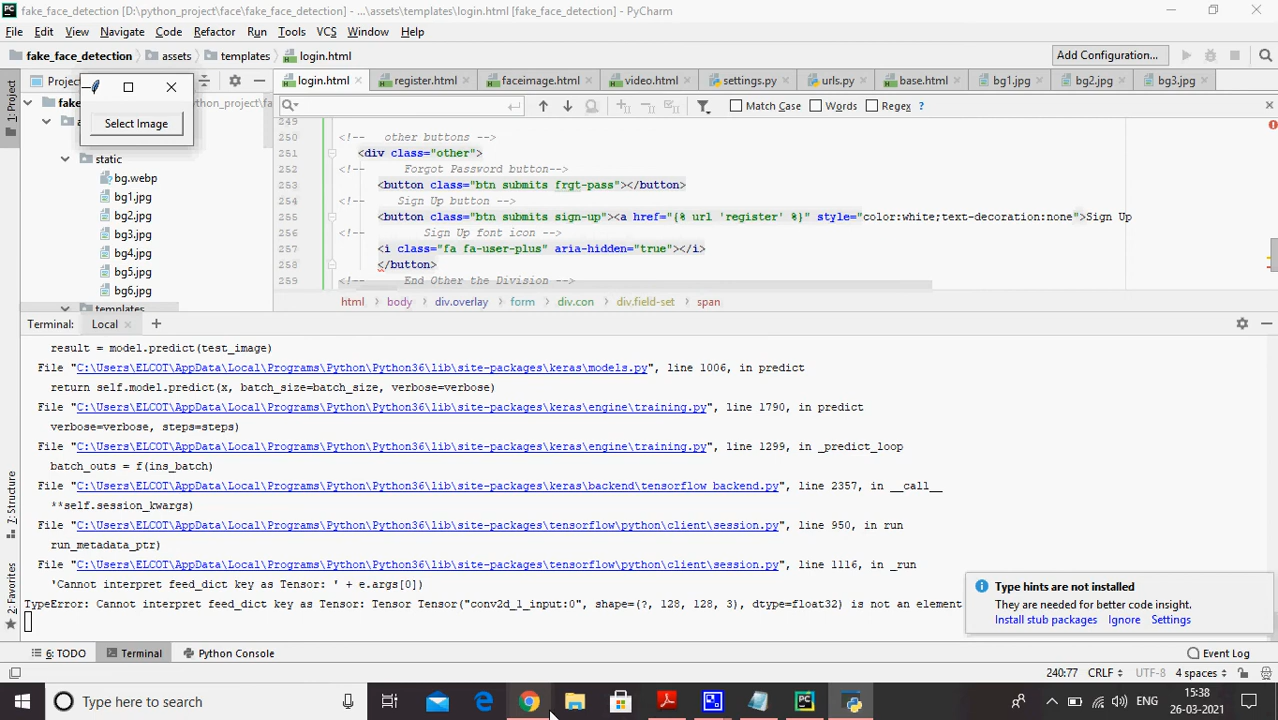 fake_face_detection [D:\python_project\face\fake_face_detection] - ...\assets\templates\login.html [fake_face_detection] - PyCharm
File Edit View Navigate Code Refactor Run Tools VCS Window Help
fake_face_detection assets templates login.html Add Configuration...
Projec login.html register.html faceimage.html video.html settings.py urls.py base.html bg1.jpg bg2.jpg bg3.jpg
1: Project
fak ython_project\fa Match Case Words Regex ?
Select Image
249
250 <!-- other buttons -->
static 251 <div class="other">
252 <!-- Forgot Password button-->
bg.webp 253 <button class="btn submits frgt-pass"></button>
bg1.jpg 254 <!-- Sign Up button -->
bg2.jpg 255 <button class="btn submits sign-up"><a href="{% url 'register' %}" style="color:white;text-decoration:none">Sign Up
bg3.jpg 256 <!-- Sign Up font icon -->
bg4.jpg 257 <i class="fa fa-user-plus" aria-hidden="true"></i>
bg5.jpg 258 </button>
bg6.jpg 259 <!-- End Other the Division -->
templates html body div.overlay form div.con div.field-set span
Terminal: Local
result = model.predict(test_image)
File "C:\Users\ELCOT\AppData\Local\Programs\Python\Python36\lib\site-packages\keras\models.py", line 1006, in predict
return self.model.predict(x, batch_size=batch_size, verbose=verbose)
File "C:\Users\ELCOT\AppData\Local\Programs\Python\Python36\lib\site-packages\keras\engine\training.py", line 1790, in predict
verbose=verbose, steps=steps)
File "C:\Users\ELCOT\AppData\Local\Programs\Python\Python36\lib\site-packages\keras\engine\training.py", line 1299, in _predict_loop
batch_outs = f(ins_batch)
File "C:\Users\ELCOT\AppData\Local\Programs\Python\Python36\lib\site-packages\keras\backend\tensorflow_backend.py", line 2357, in __call__
**self.session_kwargs)
File "C:\Users\ELCOT\AppData\Local\Programs\Python\Python36\lib\site-packages\tensorflow\python\client\session.py", line 950, in run
run_metadata_ptr)
File "C:\Users\ELCOT\AppData\Local\Programs\Python\Python36\lib\site-packages\tensorflow\python\client\session.py", line 1116, in _run
'Cannot interpret feed_dict key as Tensor: ' + e.args[0])
TypeError: Cannot interpret feed_dict key as Tensor: Tensor Tensor("conv2d_1_input:0", shape=(?, 128, 128, 3), dtype=float32) is not an element
Type hints are not installed
They are needed for better code insight.
Install stub packages Ignore Settings
Z: Structure
2: Favorites
6: TODO Terminal Python Console Event Log
240:77 CRLF UTF-8 4 spaces
Type here to search ENG 15:38
26-03-2021